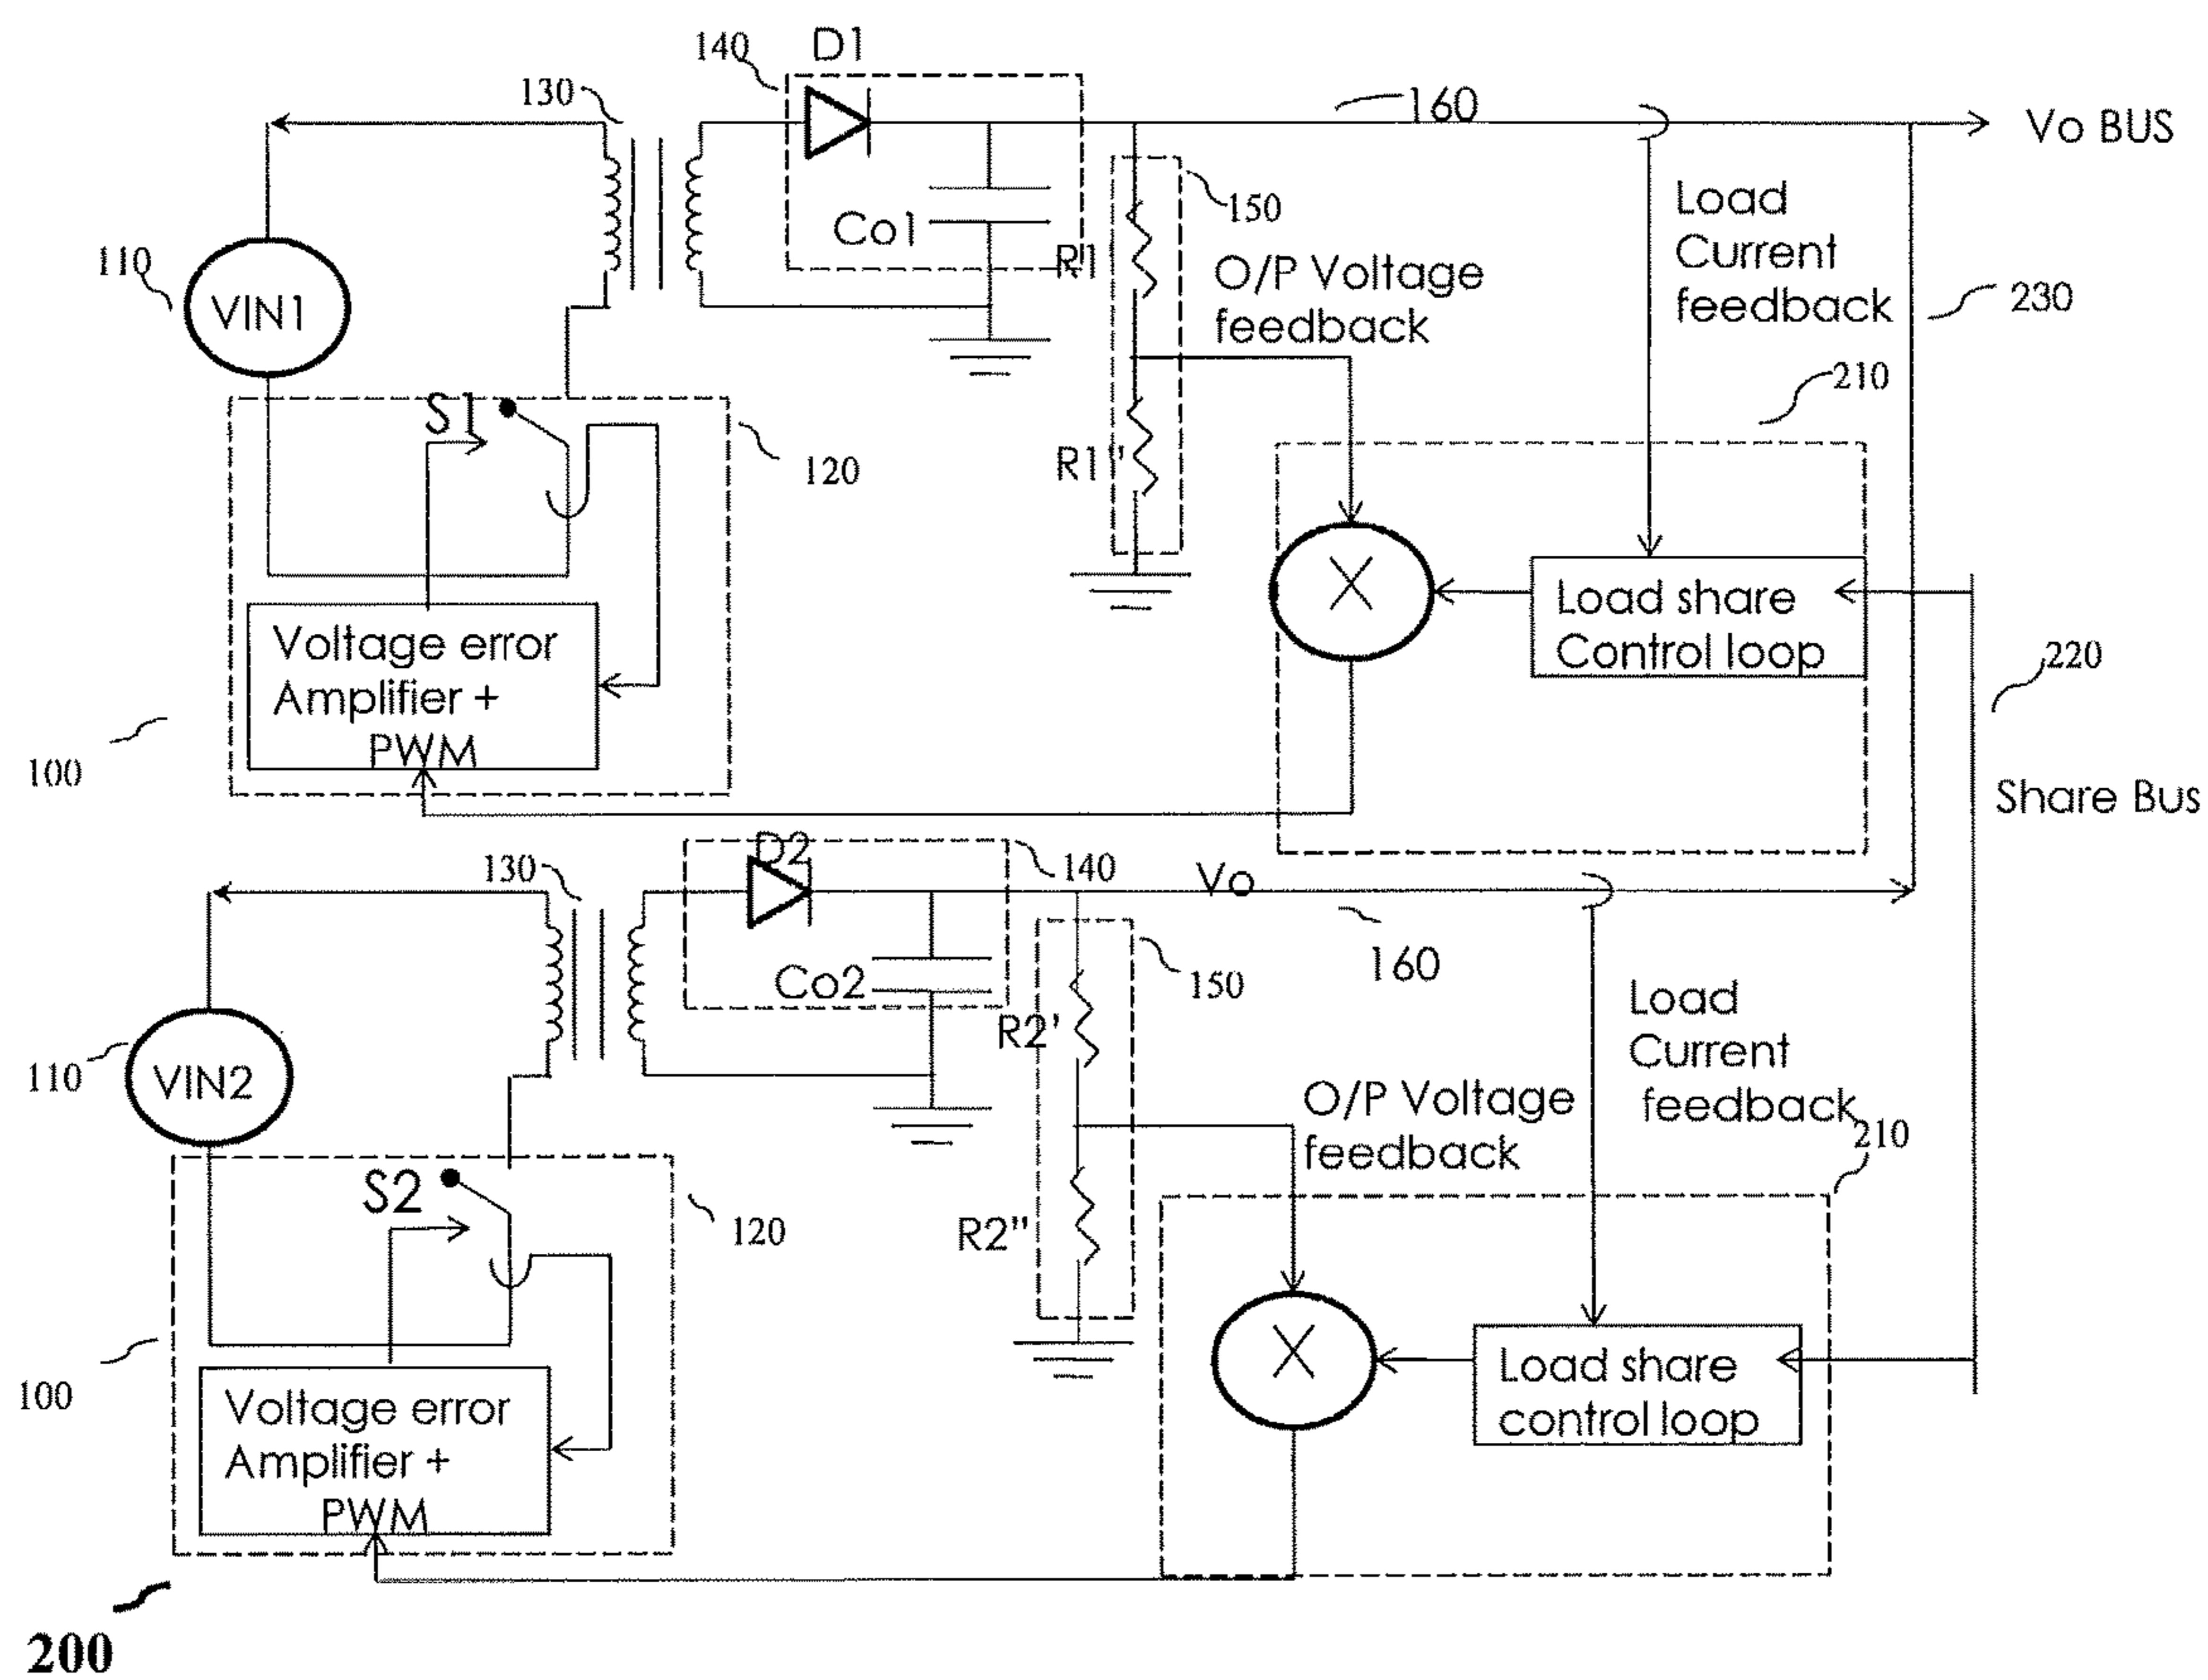 140
D1
130
160
Vo BUS
150
Load
Current
feedback
Co1
R1'
O/P Voltage
feedback
110
VIN1
230
210
S1
R1"
120
X
Load share
Control loop
Voltage error
Amplifier +
PWM
220
100
Share Bus
D2
130
140
Vo
160
Co2
150
R2'
Load
Current
feedback
110
VIN2
O/P Voltage
feedback
210
S2
R2"
120
X
Load share
control loop
100
Voltage error
Amplifier +
PWM
200